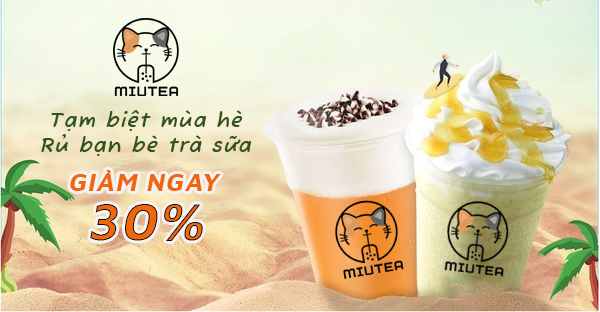 MIUTEA
Tạm biệt mùa hè
Rủ bạn bè trà sữa
GIẢM NGAY
30%
MIUTEA
MIUTEA